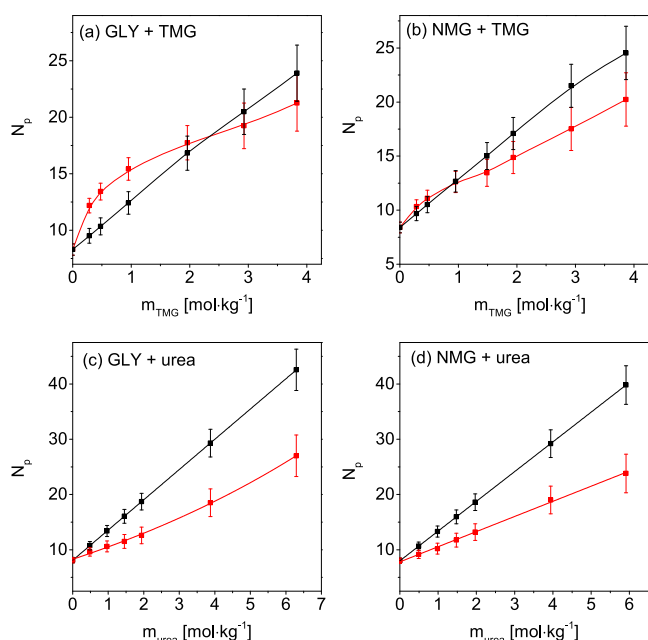 (a) GLY + TMG
25
20
15
10
N_p
0 1 2 3 4
m_TMG [mol·kg⁻¹]
(b) NMG + TMG
25
20
15
10
5
N_p
0 1 2 3 4
m_TMG [mol·kg⁻¹]
(c) GLY + urea
40
30
20
10
N_p
0 1 2 3 4 5 6 7
m_urea [mol·kg⁻¹]
(d) NMG + urea
40
30
20
10
N_p
0 1 2 3 4 5 6
m_urea [mol·kg⁻¹]